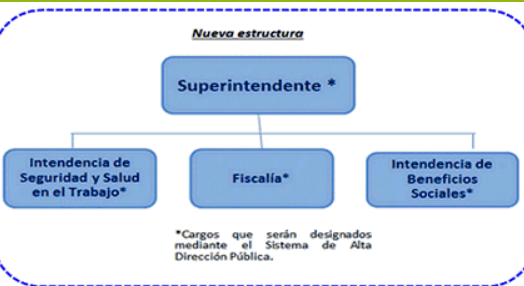 Nueva estructura
Superintendente *
Intendencia de
Seguridad y Salud
en el Trabajo*
Fiscalía*
Intendencia de
Beneficios
Sociales*
*Cargos que serán designados
mediante el Sistema de Alta
Dirección Pública.